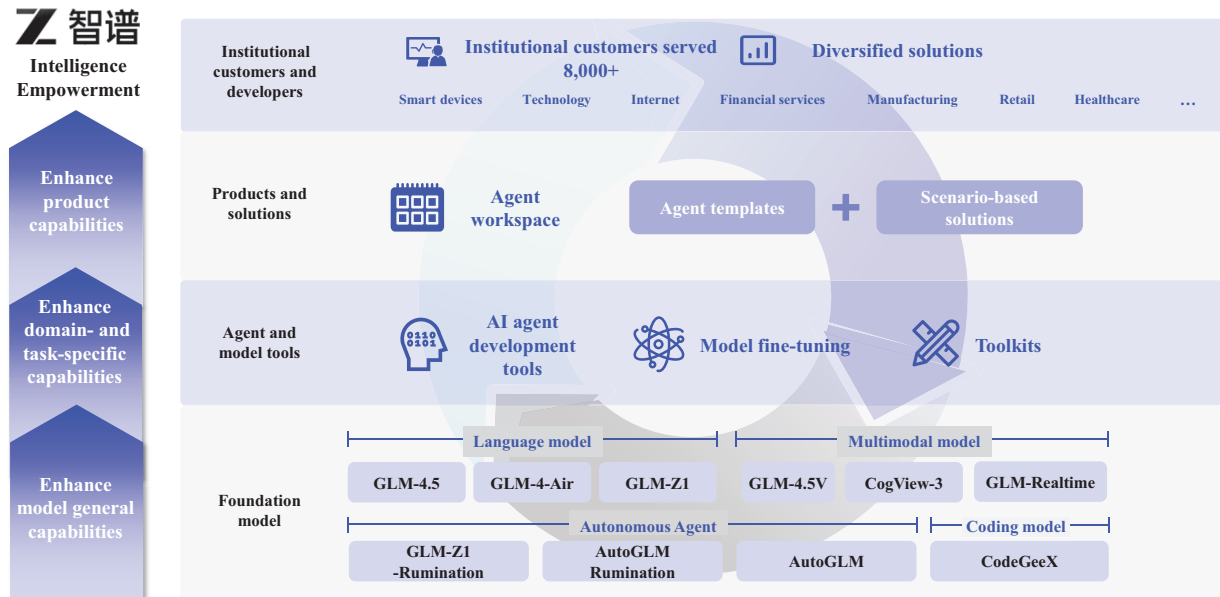 智谱
Intelligence
Empowerment
Enhance
product
capabilities
Enhance
domain- and
task-specific
capabilities
Enhance
model general
capabilities
Institutional
customers and
developers
Institutional customers served
8,000+
Diversified solutions
Smart devices
Technology
Internet
Financial services
Manufacturing
Retail
Healthcare
…
Products and
solutions
Agent
workspace
Agent templates
+
Scenario-based
solutions
Agent and
model tools
0110
0101
AI agent
development
tools
Model fine-tuning
Toolkits
Foundation
model
Language model
Multimodal model
GLM-4.5
GLM-4-Air
GLM-Z1
GLM-4.5V
CogView-3
GLM-Realtime
Autonomous Agent
Coding model
GLM-Z1
-Rumination
AutoGLM
Rumination
AutoGLM
CodeGeeX